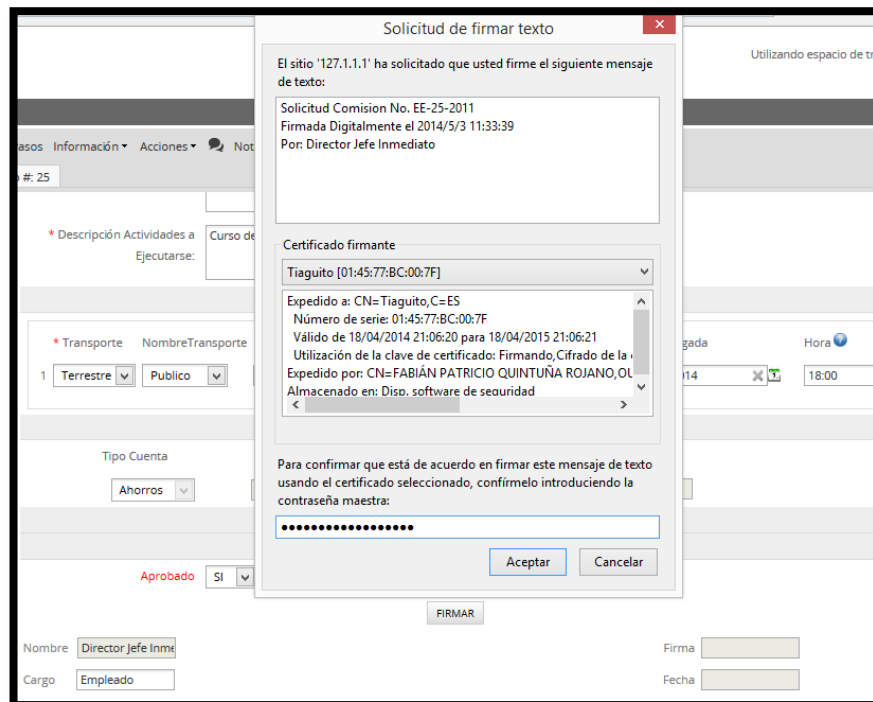 Solicitud de firmar texto
Utilizando espacio de
El sitio '127.1.1.1' ha solicitado que usted firme el siguiente mensaje
de texto:
Solicitud Comision No. EE-25-2011
Firmada Digitalmente el 2014/5/3 11:33:39
Por: Director Jefe Inmediato
asos Información Acciones Not
#: 25
* Descripción Actividades a
Ejecutarse:
Curso de
Certificado firmante
Tiaguito [01:45:77:BC:00:7F]
Expedido a: CN=Tiaguito,C=ES
Número de serie: 01:45:77:BC:00:7F
Válido de 18/04/2014 21:06:20 para 18/04/2015 21:06:21
Utilización de la clave de certificado: Firmando,Cifrado de la
Expedido por: CN=FABIÁN PATRICIO QUINTUÑA ROJANO,OU
Almacenado en: Disp. software de seguridad
* Transporte NombreTransporte gada Hora
1 Terrestre Publico 014 18:00
Tipo Cuenta
Ahorros
Para confirmar que está de acuerdo en firmar este mensaje de texto
usando el certificado seleccionado, confírmelo introduciendo la
contraseña maestra:
Aceptar Cancelar
Aprobado SI
FIRMAR
Nombre Director Jefe Inme Firma
Cargo Empleado Fecha